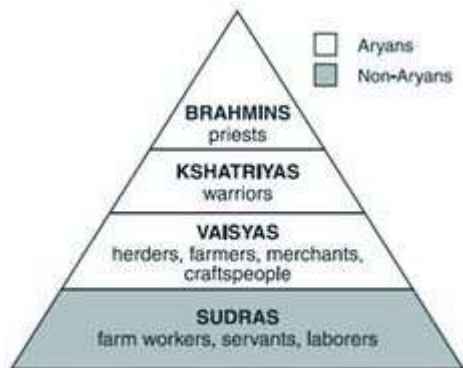 Aryans
Non-Aryans
BRAHMINS
priests
KSHATRIYAS
warriors
VAISYAS
herders, farmers, merchants,
craftspeople
SUDRAS
farm workers, servants, laborers